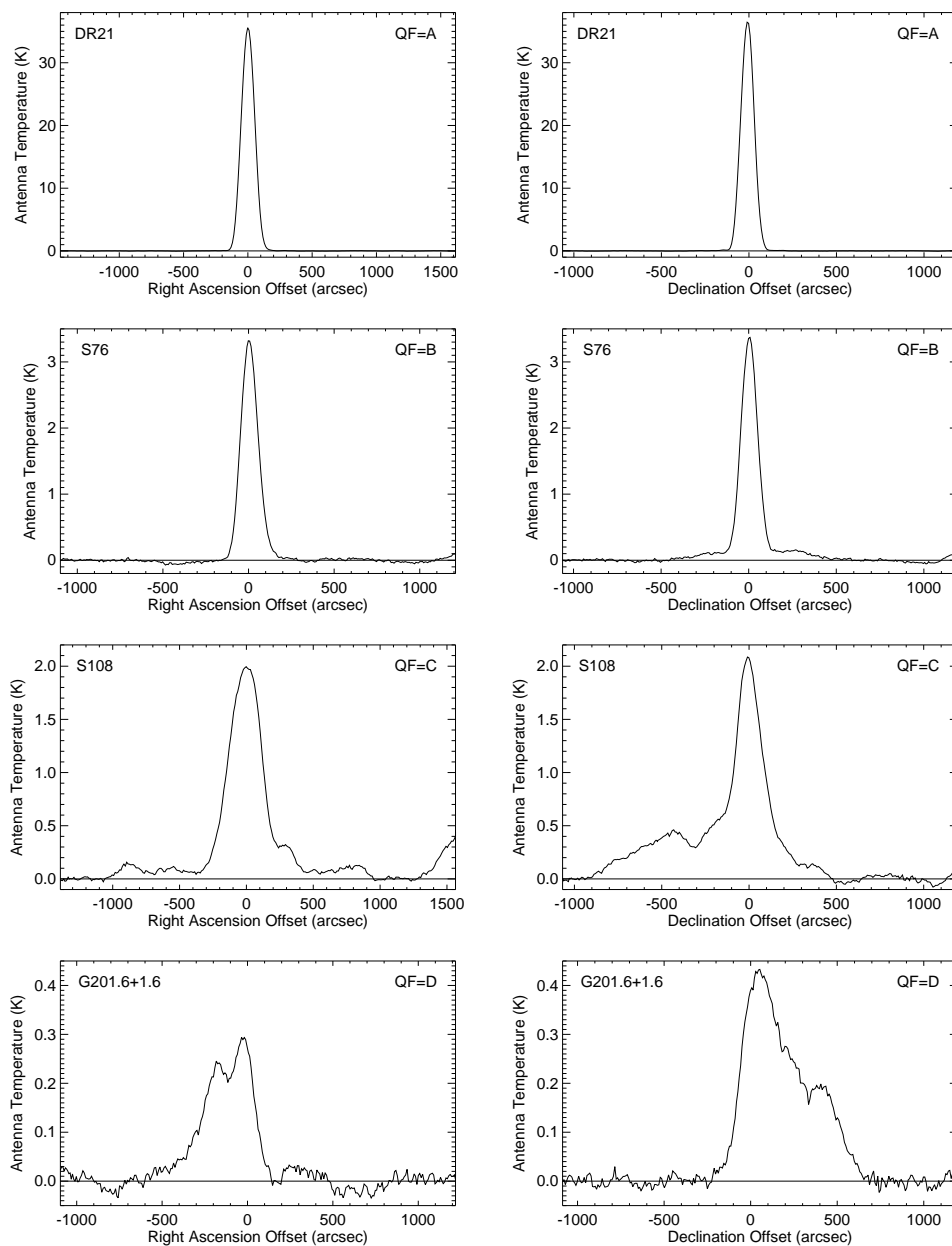 DR21 QF=A
Antenna Temperature (K)
30
20
10
0
-1000 -500 0 500 1000 1500
Right Ascension Offset (arcsec)
DR21 QF=A
Antenna Temperature (K)
30
20
10
0
-1000 -500 0 500 1000
Declination Offset (arcsec)
S76 QF=B
Antenna Temperature (K)
3
2
1
0
-1000 -500 0 500 1000
Right Ascension Offset (arcsec)
S76 QF=B
Antenna Temperature (K)
3
2
1
0
-1000 -500 0 500 1000
Declination Offset (arcsec)
S108 QF=C
Antenna Temperature (K)
2.0
1.5
1.0
0.5
0.0
-1000 -500 0 500 1000 1500
Right Ascension Offset (arcsec)
S108 QF=C
Antenna Temperature (K)
2.0
1.5
1.0
0.5
0.0
-1000 -500 0 500 1000
Declination Offset (arcsec)
G201.6+1.6 QF=D
Antenna Temperature (K)
0.4
0.3
0.2
0.1
0.0
-1000 -500 0 500 1000
Right Ascension Offset (arcsec)
G201.6+1.6 QF=D
Antenna Temperature (K)
0.4
0.3
0.2
0.1
0.0
-1000 -500 0 500 1000
Declination Offset (arcsec)